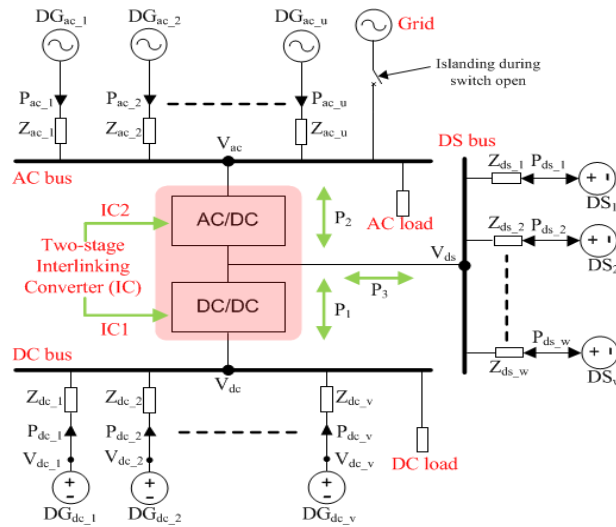 DG_ac_1 DG_ac_2 DG_ac_u Grid
Islanding during
switch open
P_ac_1 P_ac_2 P_ac_u
Z_ac_1 Z_ac_2 Z_ac_u
V_ac
DS bus
AC bus
Z_ds_1 P_ds_1
DS_1
IC2
AC/DC
P_2
AC load
Z_ds_2 P_ds_2
DS_2
Two-stage
Interlinking
Converter (IC)
V_ds
P_3
IC1
DC/DC
P_1
Z_ds_w P_ds_w
DC bus
V_dc
Z_dc_1 Z_dc_2 Z_dc_v
P_dc_1 P_dc_2 P_dc_v
DC load
V_dc_1 V_dc_2 V_dc_v
DG_dc_1 DG_dc_2 DG_dc_v